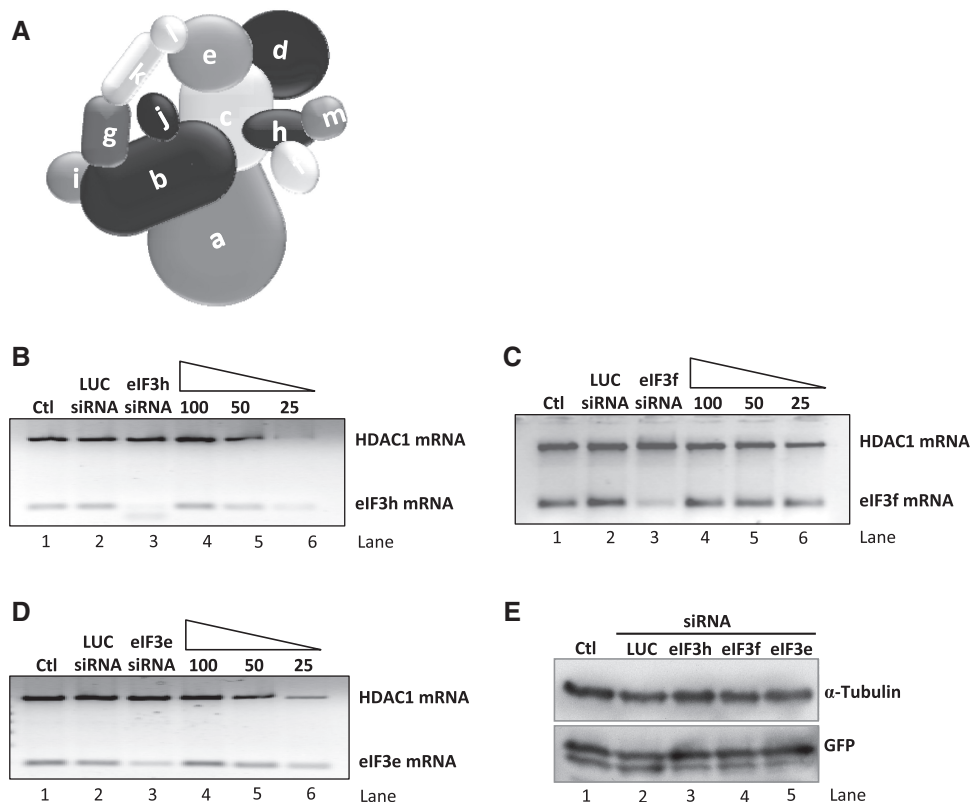 A
l
e
d
k
c
j
m
g
h
i
b
a
B
LUC eIF3h
Ctl siRNA siRNA 100 50 25
HDAC1 mRNA
eIF3h mRNA
1 2 3 4 5 6 Lane
C
LUC eIF3f
Ctl siRNA siRNA 100 50 25
HDAC1 mRNA
eIF3f mRNA
1 2 3 4 5 6 Lane
D
LUC eIF3e
Ctl siRNA siRNA 100 50 25
HDAC1 mRNA
eIF3e mRNA
1 2 3 4 5 6 Lane
E
siRNA
Ctl LUC eIF3h eIF3f eIF3e
α-Tubulin
GFP
1 2 3 4 5 Lane